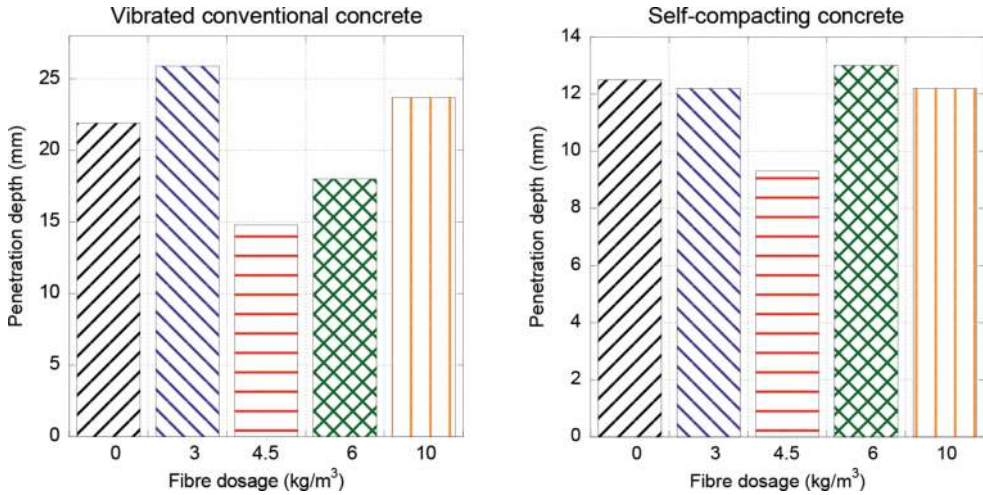 Vibrated conventional concrete
Penetration depth (mm)
25
20
15
10
5
0
0 3 4.5 6 10
Fibre dosage (kg/m³)
Self-compacting concrete
Penetration depth (mm)
14
12
10
8
6
4
2
0
0 3 4.5 6 10
Fibre dosage (kg/m³)